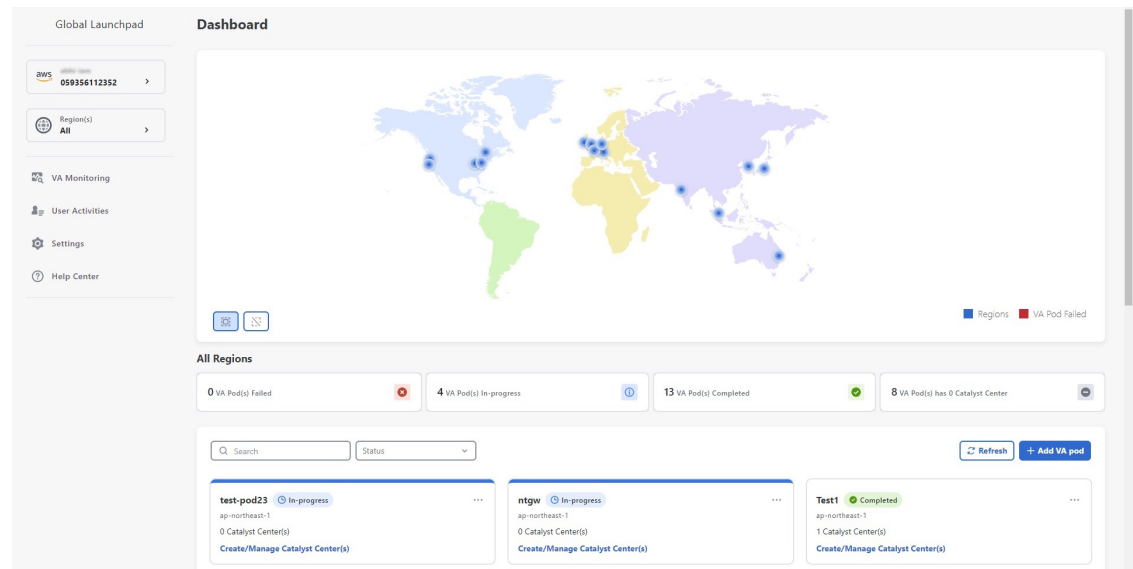 Global Launchpad
Dashboard
aws
059356112352
Region(s)
All
VA Monitoring
User Activities
Settings
Help Center
Regions
VA Pod Failed
All Regions
0 VA Pod(s) Failed
4 VA Pod(s) In-progress
13 VA Pod(s) Completed
8 VA Pod(s) has 0 Catalyst Center
Search
Status
Refresh
+ Add VA pod
test-pod23 In-progress
ap-northeast-1
0 Catalyst Center(s)
Create/Manage Catalyst Center(s)
ntgw In-progress
ap-northeast-1
0 Catalyst Center(s)
Create/Manage Catalyst Center(s)
Test1 Completed
ap-northeast-1
1 Catalyst Center(s)
Create/Manage Catalyst Center(s)